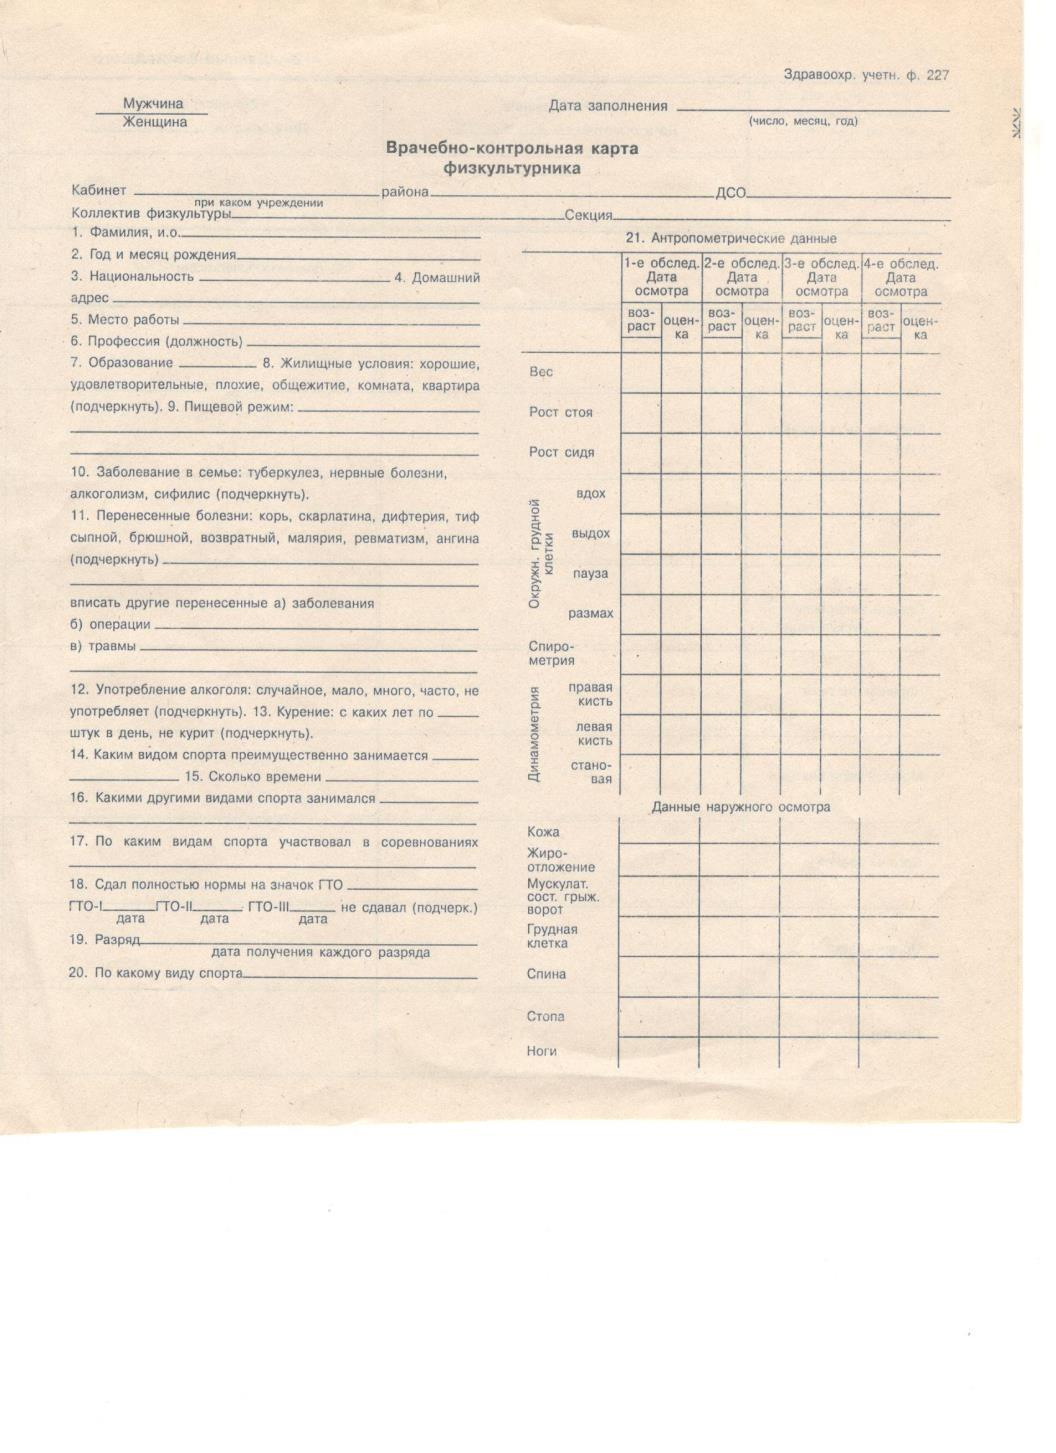 Здравоохр. учетн. ф. 227
Мужчина
Женщина
Дата заполнения
(число, месяц, год)
Врачебно-контрольная карта
физкультурника
Кабинет района ДСО
при каком учреждении
Коллектив физкультуры Секция
1. Фамилия, и.о.
2. Год и месяц рождения
3. Национальность 4. Домашний
адрес
5. Место работы
6. Профессия (должность)
7. Образование 8. Жилищные условия: хорошие,
удовлетворительные, плохие, общежитие, комната, квартира
(подчеркнуть). 9. Пищевой режим:
10. Заболевание в семье: туберкулез, нервные болезни,
алкоголизм, сифилис (подчеркнуть).
11. Перенесенные болезни: корь, скарлатина, дифтерия, тиф
сыпной, брюшной, возвратный, малярия, ревматизм, ангина
(подчеркнуть)
вписать другие перенесенные а) заболевания
б) операции
в) травмы
12. Употребление алкоголя: случайное, мало, много, часто, не
употребляет (подчеркнуть). 13. Курение: с каких лет по
штук в день, не курит (подчеркнуть).
14. Каким видом спорта преимущественно занимается
15. Сколько времени
16. Какими другими видами спорта занимался
17. По каким видам спорта участвовал в соревнованиях
18. Сдал полностью нормы на значок ГТО
ГТО-I ГТО-II ГТО-III не сдавал (подчерк.)
дата дата дата
19. Разряд
дата получения каждого разряда
20. По какому виду спорта
21. Антропометрические данные
1-е обслед. 2-е обслед. 3-е обслед. 4-е обслед.
Дата Дата Дата Дата
осмотра осмотра осмотра осмотра
воз- оцен- воз- оцен- воз- оцен- воз- оцен-
раст ка раст ка раст ка раст ка
Вес
Рост стоя
Рост сидя
Окружн. грудной
клетки
вдох
выдох
пауза
размах
Спиро-
метрия
Динамометрия
правая
кисть
левая
кисть
стано-
вая
Данные наружного осмотра
Кожа
Жиро-
отложение
Мускулат.
сост. грыж.
ворот
Грудная
клетка
Спина
Стопа
Ноги